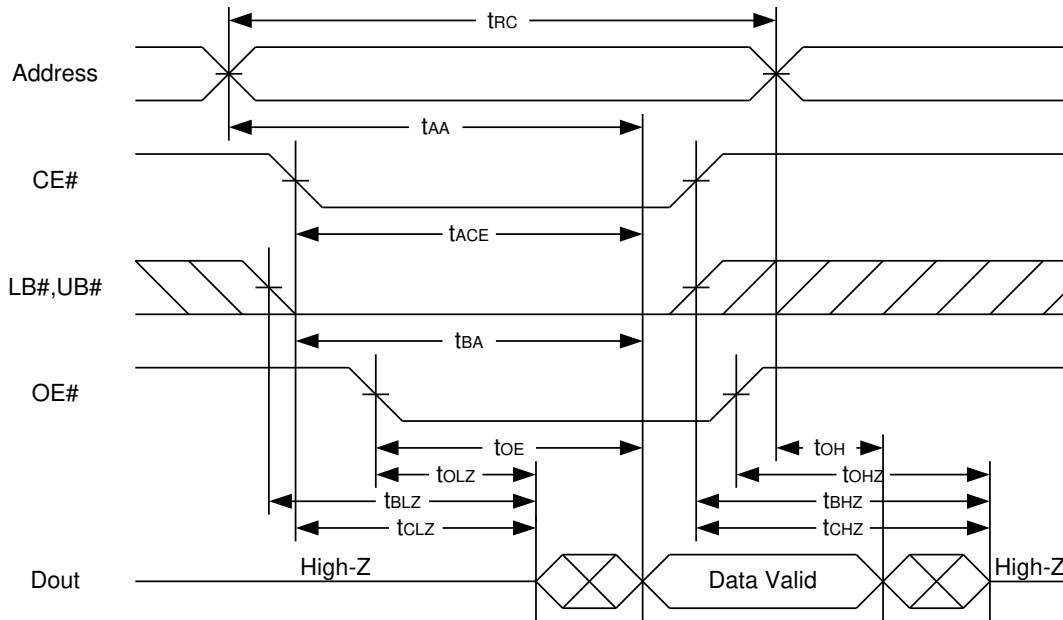 tRC
Address
tAA
CE#
tACE
LB#,UB#
tBA
OE#
tOE
tOH
tOLZ
tOHZ
tBLZ
tBHZ
tCLZ
tCHZ
High-Z
Dout
Data Valid
High-Z